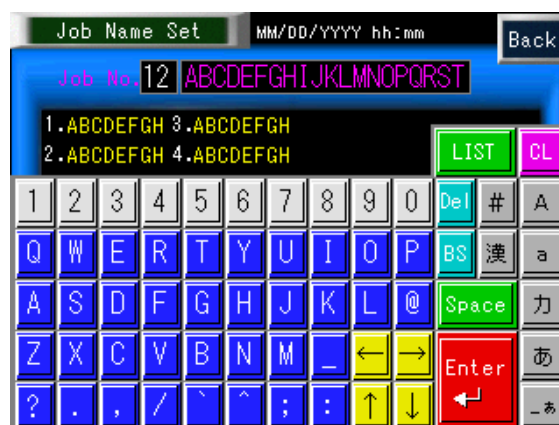 Job Name Set MM/DD/YYYY hh:mm Back
Job No. 12 ABCDEFGHIJKLMNOPQRST
1.ABCDEFGH 3.ABCDEFGH
2.ABCDEFGH 4.ABCDEFGH
LIST CL
1 2 3 4 5 6 7 8 9 0 Del # A
Q W E R T Y U I O P BS 漢 a
A S D F G H J K L @ Space カ
Z X C V B N M _ ← → Enter あ
? . , / ` ^ ; : ↑ ↓ ↵ _ぁ